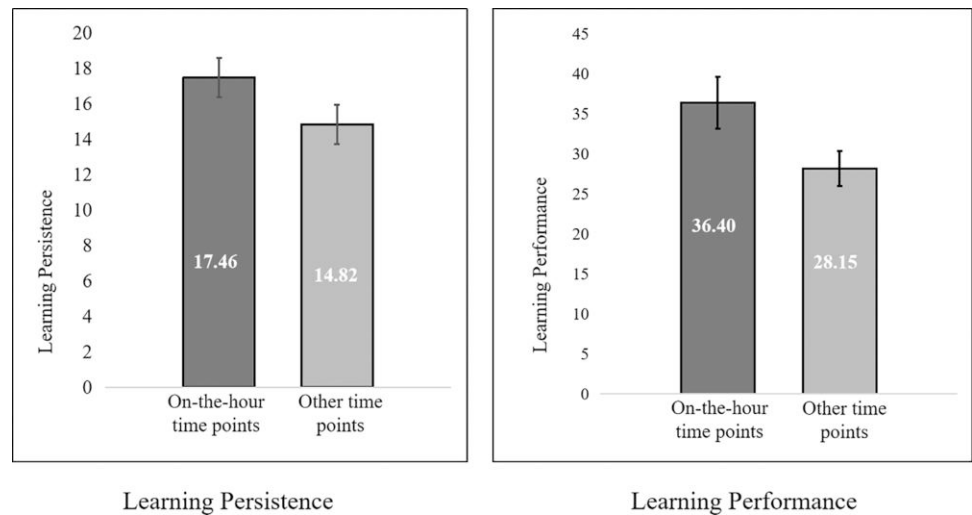 20
18
16
14
12
10
8
6
4
2
0
Learning Persistence
17.46
14.82
On-the-hour
time points
Other time
points
Learning Persistence
45
40
35
30
25
20
15
10
5
0
Learning Performance
36.40
28.15
On-the-hour
time points
Other time
points
Learning Performance